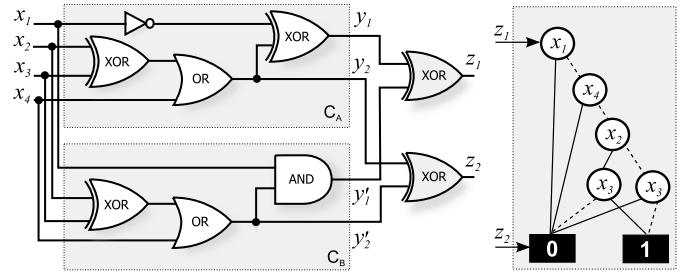 x1 y1 z1
x2 XOR XOR x1
x3 XOR OR y2 XOR z1 x4
x4 CA x2
z2 x3 x3
XOR OR AND y'1 XOR z2
CB y'2 0 1